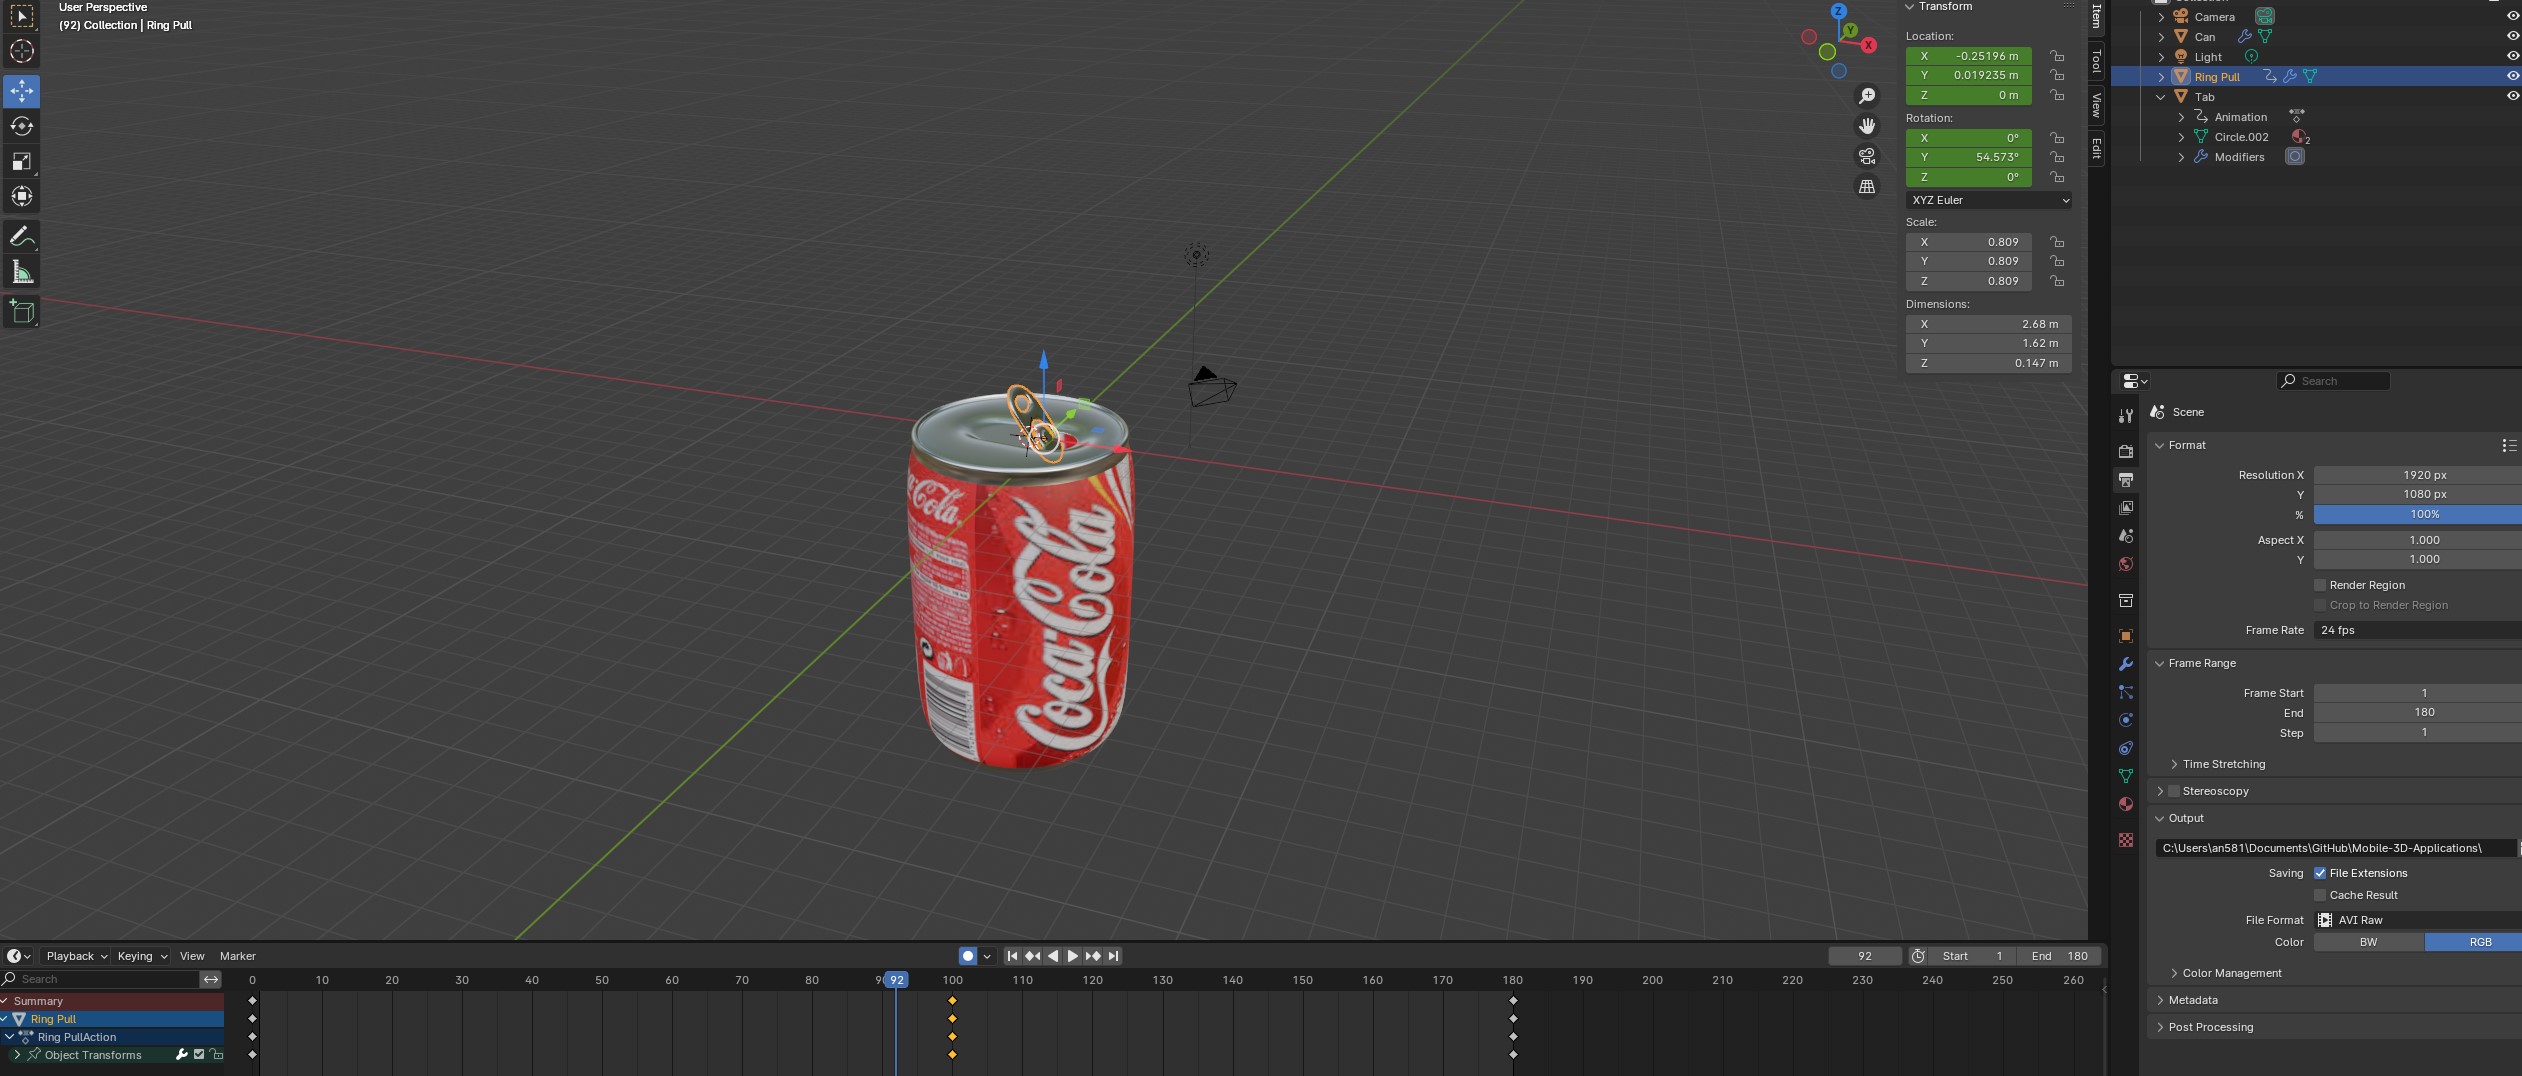 User Perspective
(92) Collection | Ring Pull
Z
Y
X
Transform
Location:
X -0.25196 m
Y 0.019235 m
Z 0 m
Rotation:
X 0°
Y 54.573°
Z 0°
XYZ Euler
Scale:
X 0.809
Y 0.809
Z 0.809
Dimensions:
X 2.68 m
Y 1.62 m
Z 0.147 m
Item
Tool
View
Edit
Camera
Can
Light
Ring Pull
Tab
Animation
Circle.002 2
Modifiers
Search
Scene
Format
Resolution X 1920 px
Y 1080 px
% 100%
Aspect X 1.000
Y 1.000
Render Region
Crop to Render Region
Frame Rate 24 fps
Frame Range
Frame Start 1
End 180
Step 1
Time Stretching
Stereoscopy
Output
C:\Users\an581\Documents\GitHub\Mobile-3D-Applications\
Saving File Extensions
Cache Result
File Format AVI Raw
Color BW RGB
Color Management
Metadata
Post Processing
Cola
Coca-Cola
Playback Keying View Marker
92 Start 1 End 180
Search
0 10 20 30 40 50 60 70 80 92 100 110 120 130 140 150 160 170 180 190 200 210 220 230 240 250 260
Summary
Ring Pull
Ring PullAction
Object Transforms